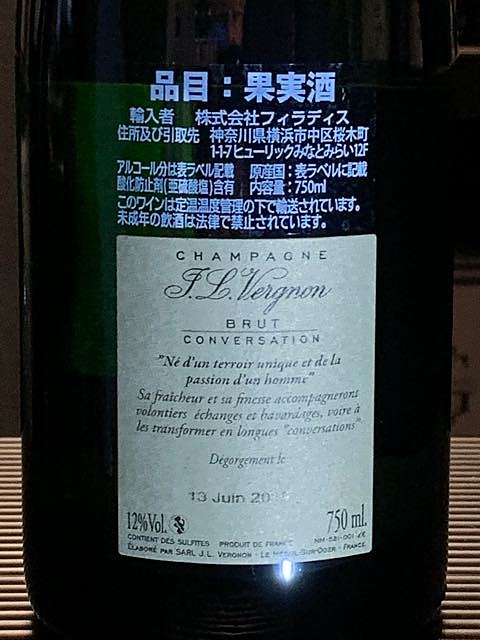 品目：果実酒
輸入者 株式会社フィラディス
住所及び引取先 神奈川県横浜市中区桜木町
1-1-7ヒューリックみなとみらい12F
アルコール分は表ラベル記載 原産国：表ラベルに記載
酸化防止剤(亜硫酸塩)含有 内容量：750ml
このワインは定温温度管理の下で輸送されています。
未成年の飲酒は法律で禁止されています。
CHAMPAGNE
J.L.Vergnon
BRUT
CONVERSATION
"Né d'un terroir unique et de la
passion d'un homme"
Sa fraîcheur et sa finesse accompagneront
volontiers échanges et bavardages, voire à
les transformer en longues "conversations"
Dégorgement le
13 Juin
12%Vol. 750 ml.
CONTIENT DES SULFITES PRODUIT DE FRANCE
ÉLABORÉ PAR SARL J.L. VERGNON - LE MESNIL-SUR-OGER - FRANCE